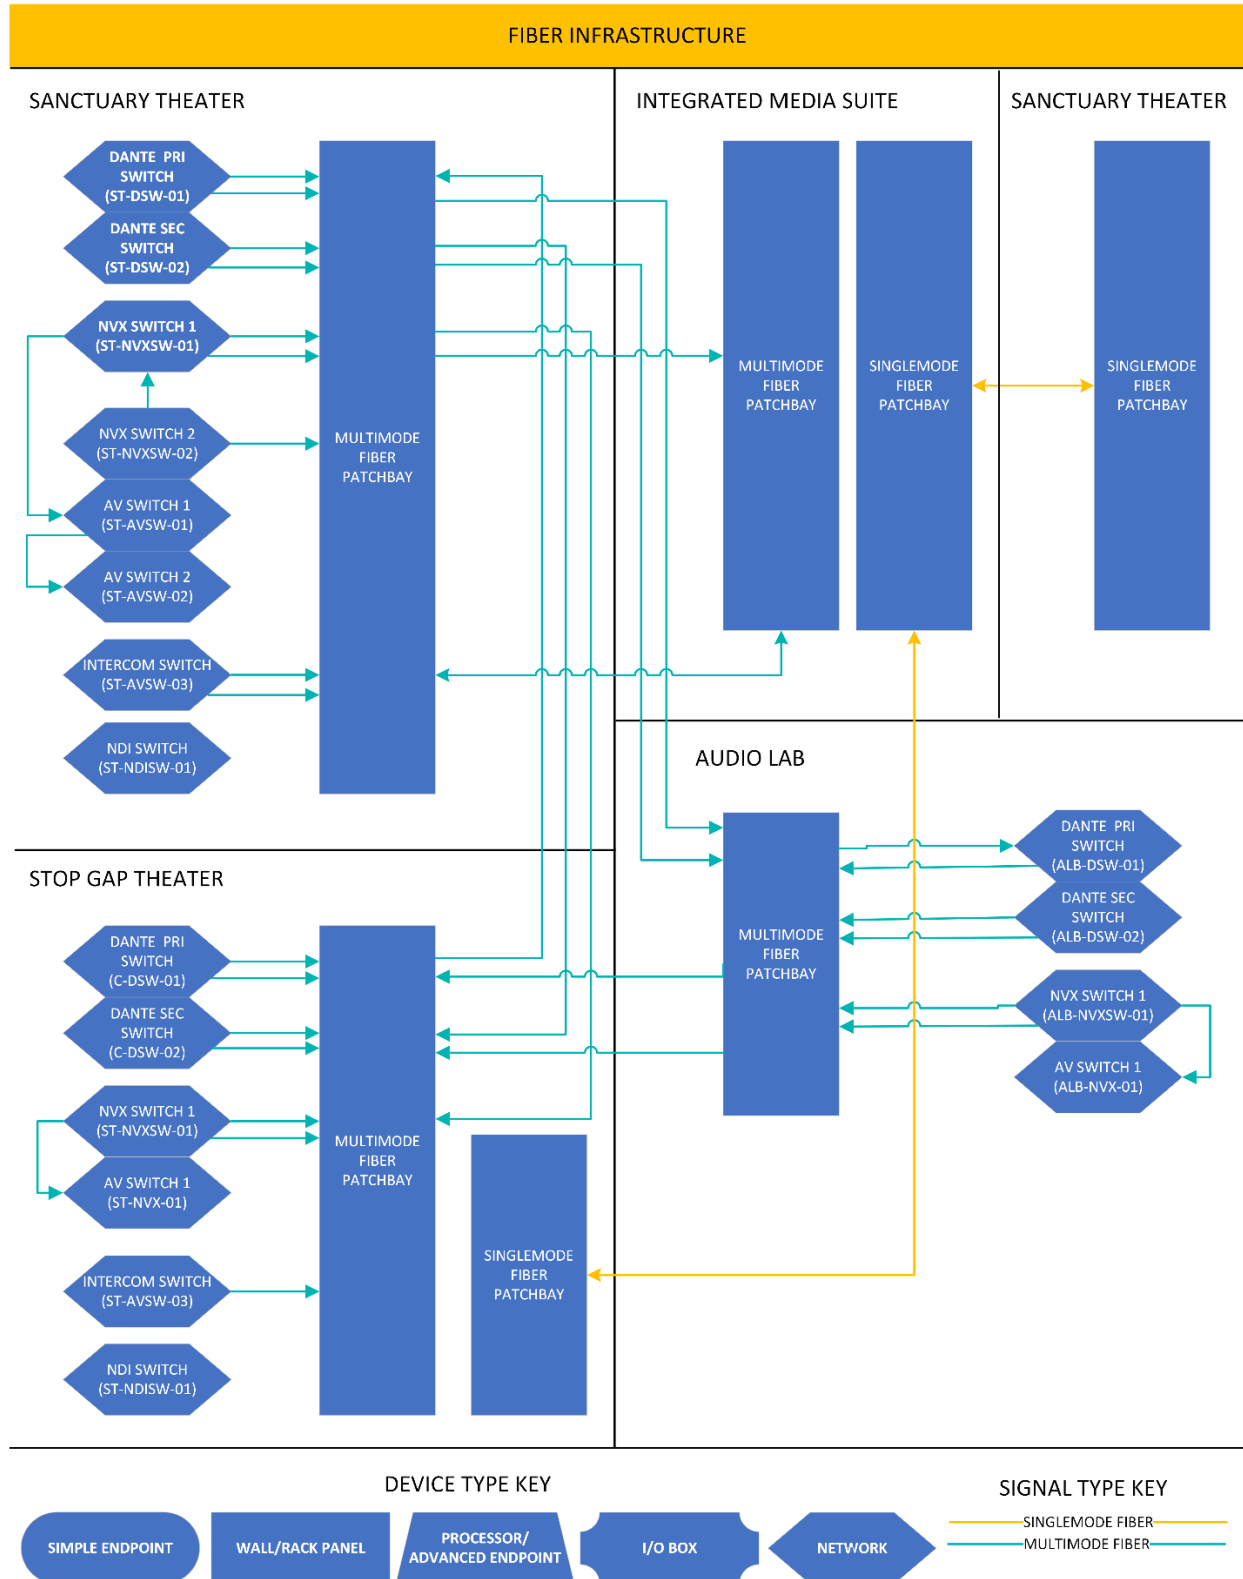 FIBER INFRASTRUCTURE
SANCTUARY THEATER
DANTE PRI
SWITCH
(ST-DSW-01)
DANTE SEC
SWITCH
(ST-DSW-02)
NVX SWITCH 1
(ST-NVXSW-01)
NVX SWITCH 2
(ST-NVXSW-02)
AV SWITCH 1
(ST-AVSW-01)
AV SWITCH 2
(ST-AVSW-02)
INTERCOM SWITCH
(ST-AVSW-03)
NDI SWITCH
(ST-NDISW-01)
MULTIMODE
FIBER
PATCHBAY
INTEGRATED MEDIA SUITE
MULTIMODE
FIBER
PATCHBAY
SINGLEMODE
FIBER
PATCHBAY
SANCTUARY THEATER
SINGLEMODE
FIBER
PATCHBAY
AUDIO LAB
MULTIMODE
FIBER
PATCHBAY
DANTE PRI
SWITCH
(ALB-DSW-01)
DANTE SEC
SWITCH
(ALB-DSW-02)
NVX SWITCH 1
(ALB-NVXSW-01)
AV SWITCH 1
(ALB-NVX-01)
STOP GAP THEATER
DANTE PRI
SWITCH
(C-DSW-01)
DANTE SEC
SWITCH
(C-DSW-02)
NVX SWITCH 1
(ST-NVXSW-01)
AV SWITCH 1
(ST-NVX-01)
INTERCOM SWITCH
(ST-AVSW-03)
NDI SWITCH
(ST-NDISW-01)
MULTIMODE
FIBER
PATCHBAY
SINGLEMODE
FIBER
PATCHBAY
DEVICE TYPE KEY
SIMPLE ENDPOINT
WALL/RACK PANEL
PROCESSOR/
ADVANCED ENDPOINT
I/O BOX
NETWORK
SIGNAL TYPE KEY
SINGLEMODE FIBER
MULTIMODE FIBER